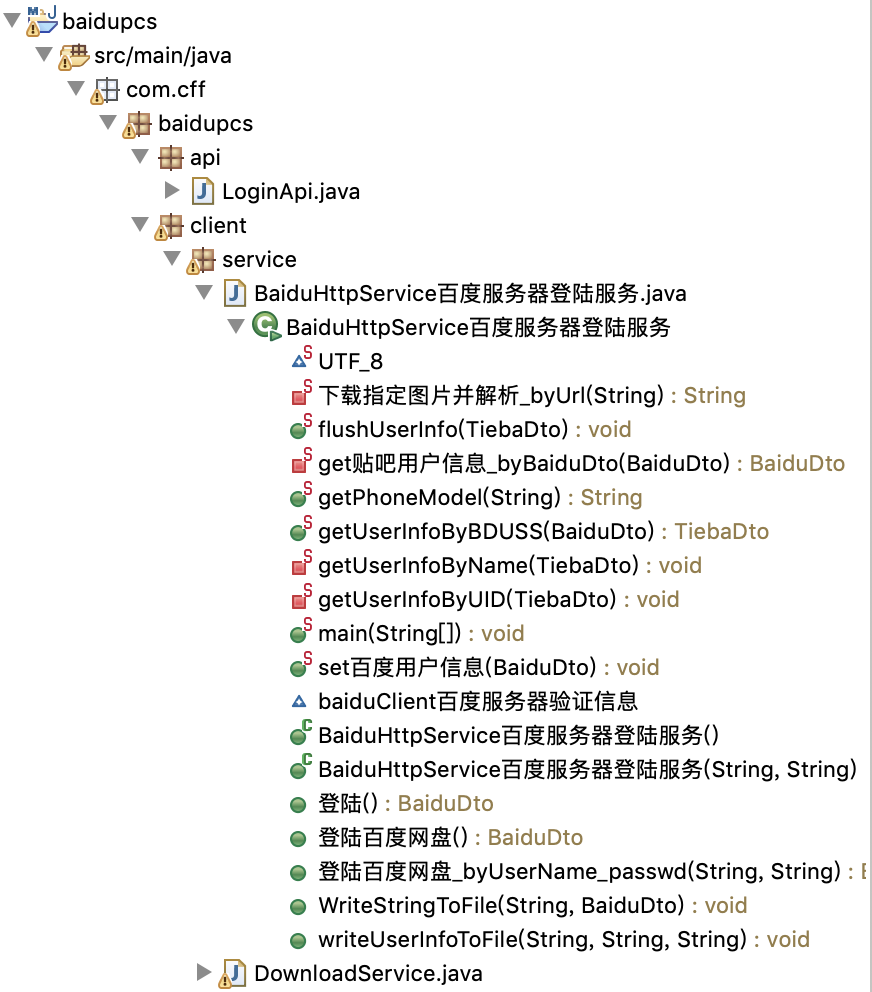 baidupcs
src/main/java
com.cff
baidupcs
api
LoginApi.java
client
service
BaiduHttpService百度服务器登陆服务.java
BaiduHttpService百度服务器登陆服务
UTF_8
下载指定图片并解析_byUrl(String) : String
flushUserInfo(TiebaDto) : void
get贴吧用户信息_byBaiduDto(BaiduDto) : BaiduDto
getPhoneModel(String) : String
getUserInfoByBDUSS(BaiduDto) : TiebaDto
getUserInfoByName(TiebaDto) : void
getUserInfoByUID(TiebaDto) : void
main(String[]) : void
set百度用户信息(BaiduDto) : void
baiduClient百度服务器验证信息
BaiduHttpService百度服务器登陆服务()
BaiduHttpService百度服务器登陆服务(String, String)
登陆() : BaiduDto
登陆百度网盘() : BaiduDto
登陆百度网盘_byUserName_passwd(String, String) :
WriteStringToFile(String, BaiduDto) : void
writeUserInfoToFile(String, String, String) : void
DownloadService.java